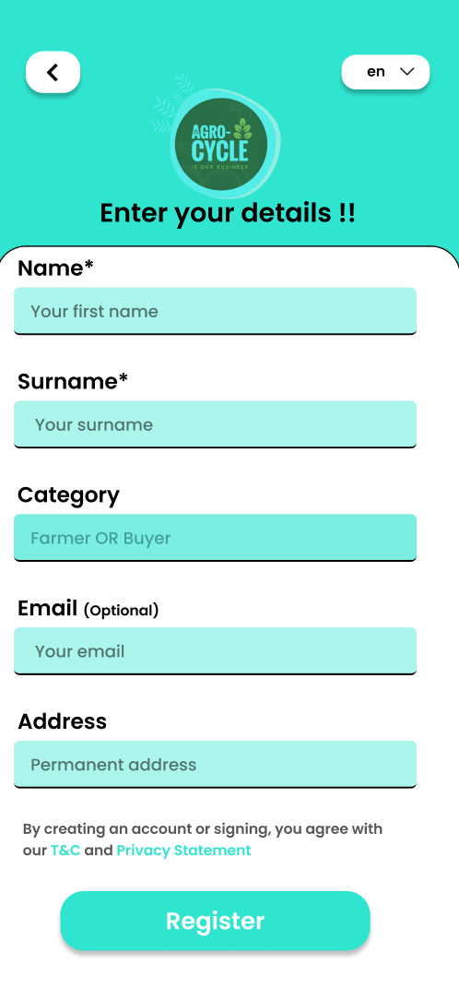 en
AGRO-
CYCLE
IS OUR BUSINESS
Enter your details !!
Name*
Your first name
Surname*
Your surname
Category
Farmer OR Buyer
Email (Optional)
Your email
Address
Permanent address
By creating an account or signing, you agree with
our T&C and Privacy Statement
Register